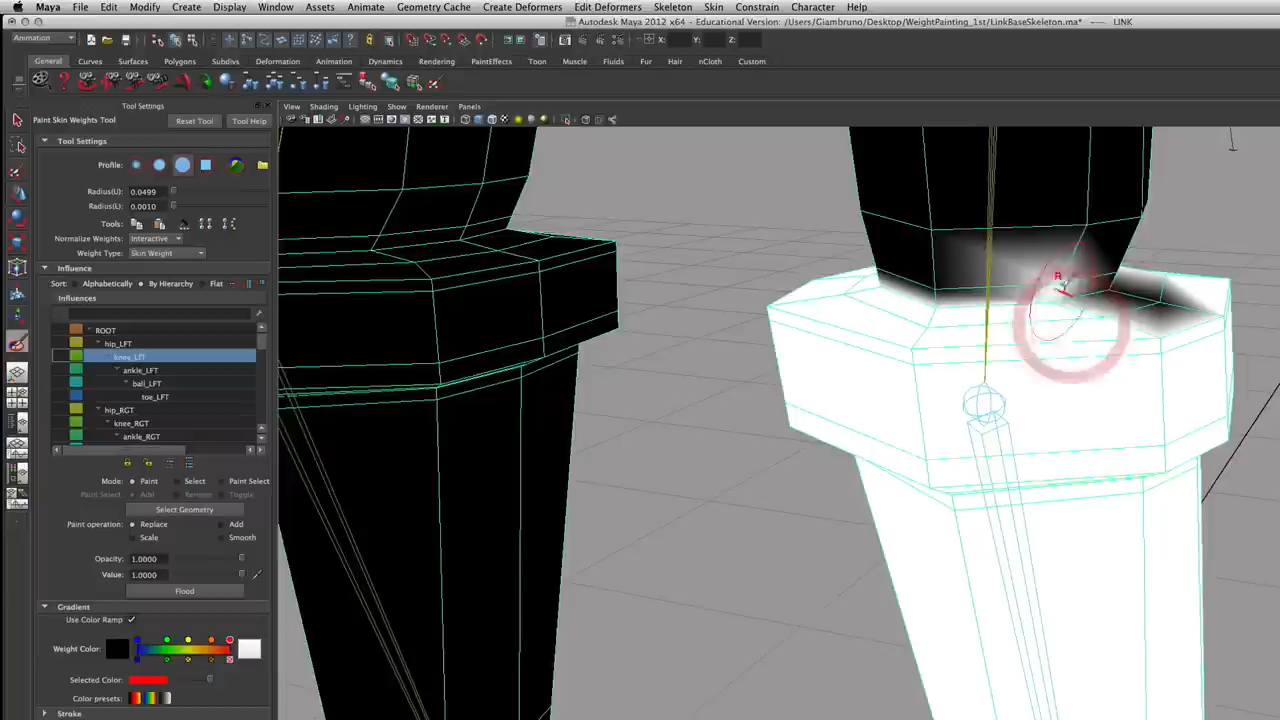 Maya File Edit Modify Create Display Window Assets Animate Geometry Cache Create Deformers Edit Deformers Skeleton Skin Constrain Character Help
Autodesk Maya 2012 x64 - Educational Version: /Users/Giambruno/Desktop/WeightPainting_1st/LinkBaseSkeleton.ma* --- LINK
Animation
X: Y: Z:
General Curves Surfaces Polygons Subdivs Deformation Animation Dynamics Rendering PaintEffects Toon Muscle Fluids Fur Hair nCloth Custom
Tool Settings
View Shading Lighting Show Renderer Panels
Paint Skin Weights Tool Reset Tool Tool Help
Tool Settings
Profile:
Radius(U): 0.0499
Radius(L): 0.0010
Tools:
Normalize Weights: Interactive
Weight Type: Skin Weight
Influence
Sort: Alphabetically By Hierarchy Flat
Influences
ROOT
hip_LFT
knee_LFT
ankle_LFT
ball_LFT
toe_LFT
hip_RGT
knee_RGT
ankle_RGT
Mode: Paint Select Paint Select
Paint Select: Add Remove Toggle
Select Geometry
Paint operation: Replace Add
Scale Smooth
Opacity: 1.0000
Value: 1.0000
Flood
Gradient
Use Color Ramp
Weight Color:
Selected Color:
Color presets:
Stroke
R